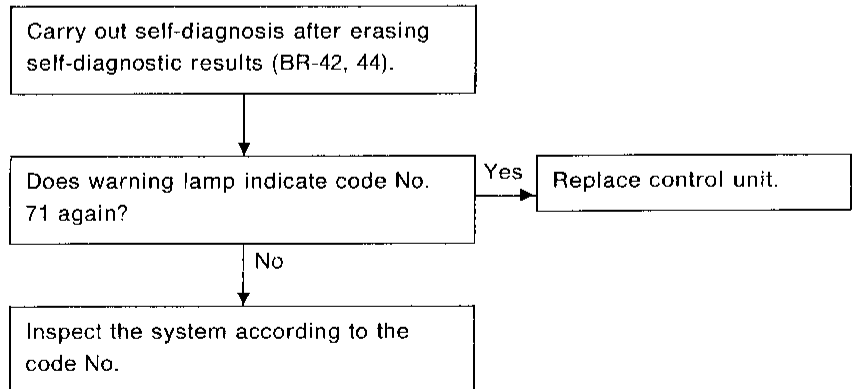 Carry out self-diagnosis after erasing
self-diagnostic results (BR-42, 44).
Does warning lamp indicate code No.
71 again?
Yes
Replace control unit.
No
Inspect the system according to the
code No.